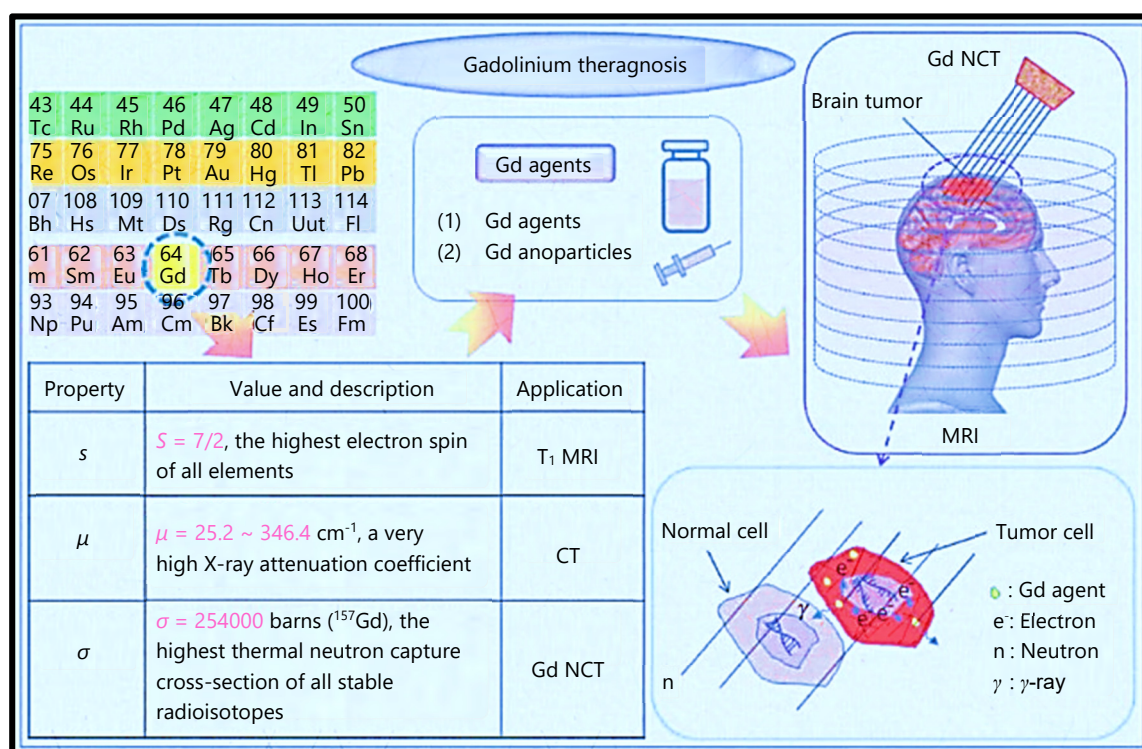 Gadolinium theragnosis
43 44 45 46 47 48 49 50
Tc Ru Rh Pd Ag Cd In Sn
75 76 77 78 79 80 81 82
Re Os Ir Pt Au Hg Tl Pb
07 108 109 110 111 112 113 114
Bh Hs Mt Ds Rg Cn Uut Fl
61 62 63 64 65 66 67 68
m Sm Eu Gd Tb Dy Ho Er
93 94 95 96 97 98 99 100
Np Pu Am Cm Bk Cf Es Fm
Gd agents
(1) Gd agents
(2) Gd anoparticles
Gd NCT
Brain tumor
MRI
Property Value and description Application
s S = 7/2, the highest electron spin
of all elements T₁ MRI
μ μ = 25.2 ~ 346.4 cm⁻¹, a very
high X-ray attenuation coefficient CT
σ σ = 254000 barns (¹⁵⁷Gd), the
highest thermal neutron capture
cross-section of all stable
radioisotopes Gd NCT
Normal cell
Tumor cell
e⁻
e⁻
e⁻
e⁻
γ
n
: Gd agent
e⁻: Electron
n : Neutron
γ : γ-ray